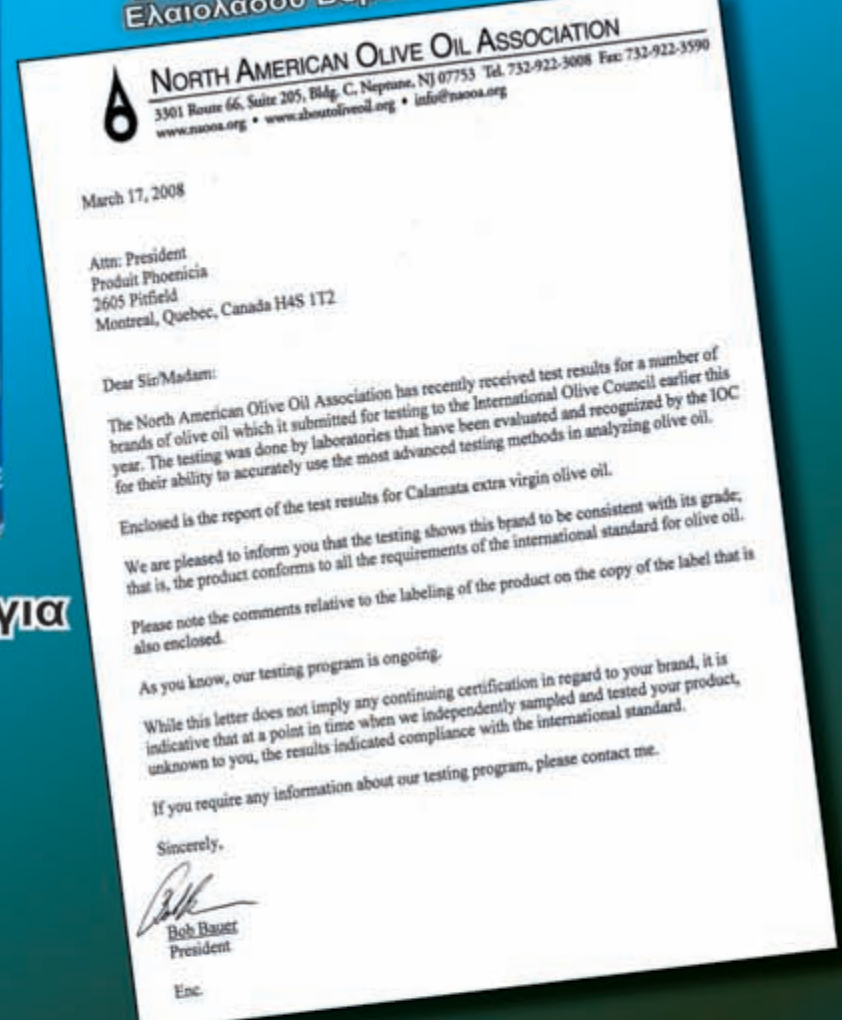 Ελαιολάδου
NORTH AMERICAN OLIVE OIL ASSOCIATION
3301 Route 66, Suite 205, Bldg. C, Neptune, NJ 07753 Tel. 732-922-3008 Fax: 732-922-3590
www.naooa.org • www.aboutoliveoil.org • info@naooa.org
March 17, 2008
Attn: President
Produit Phoenicia
2605 Pitfield
Montreal, Quebec, Canada H4S 1T2
Dear Sir/Madam:
The North American Olive Oil Association has recently received test results for a number of
brands of olive oil which it submitted for testing to the International Olive Council earlier this
year. The testing was done by laboratories that have been evaluated and recognized by the IOC
for their ability to accurately use the most advanced testing methods in analyzing olive oil.
Enclosed is the report of the test results for Calamata extra virgin olive oil.
We are pleased to inform you that the testing shows this brand to be consistent with its grade;
that is, the product conforms to all the requirements of the international standard for olive oil.
Please note the comments relative to the labeling of the product on the copy of the label that is
also enclosed.
As you know, our testing program is ongoing.
While this letter does not imply any continuing certification in regard to your brand, it is
indicative that at a point in time when we independently sampled and tested your product,
unknown to you, the results indicated compliance with the international standard.
If you require any information about our testing program, please contact me.
Sincerely,
Bob Bauer
President
Enc.
για